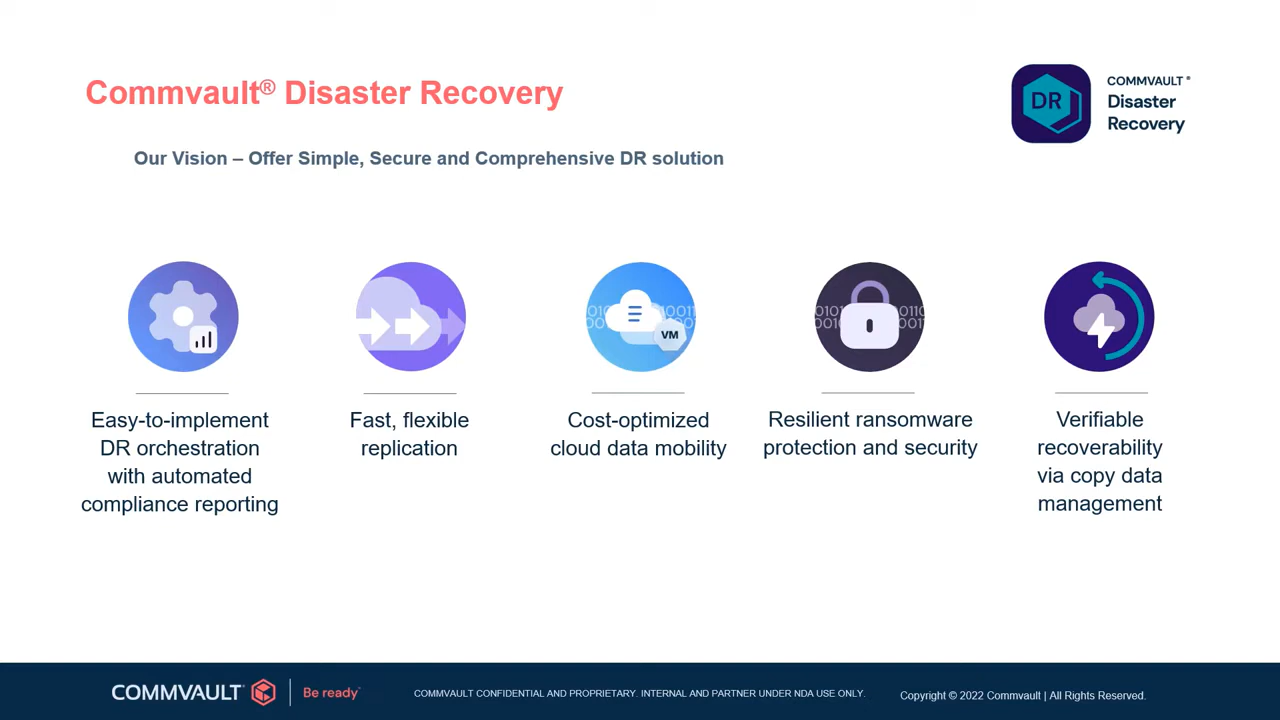 Commvault® Disaster Recovery
COMMVAULT®
Disaster
Recovery
DR
Our Vision – Offer Simple, Secure and Comprehensive DR solution
VM
Easy-to-implement
DR orchestration
with automated
compliance reporting
Fast, flexible
replication
Cost-optimized
cloud data mobility
Resilient ransomware
protection and security
Verifiable
recoverability
via copy data
management
COMMVAULT
Be ready
COMMVAULT CONFIDENTIAL AND PROPRIETARY. INTERNAL AND PARTNER UNDER NDA USE ONLY.
Copyright © 2022 Commvault | All Rights Reserved.